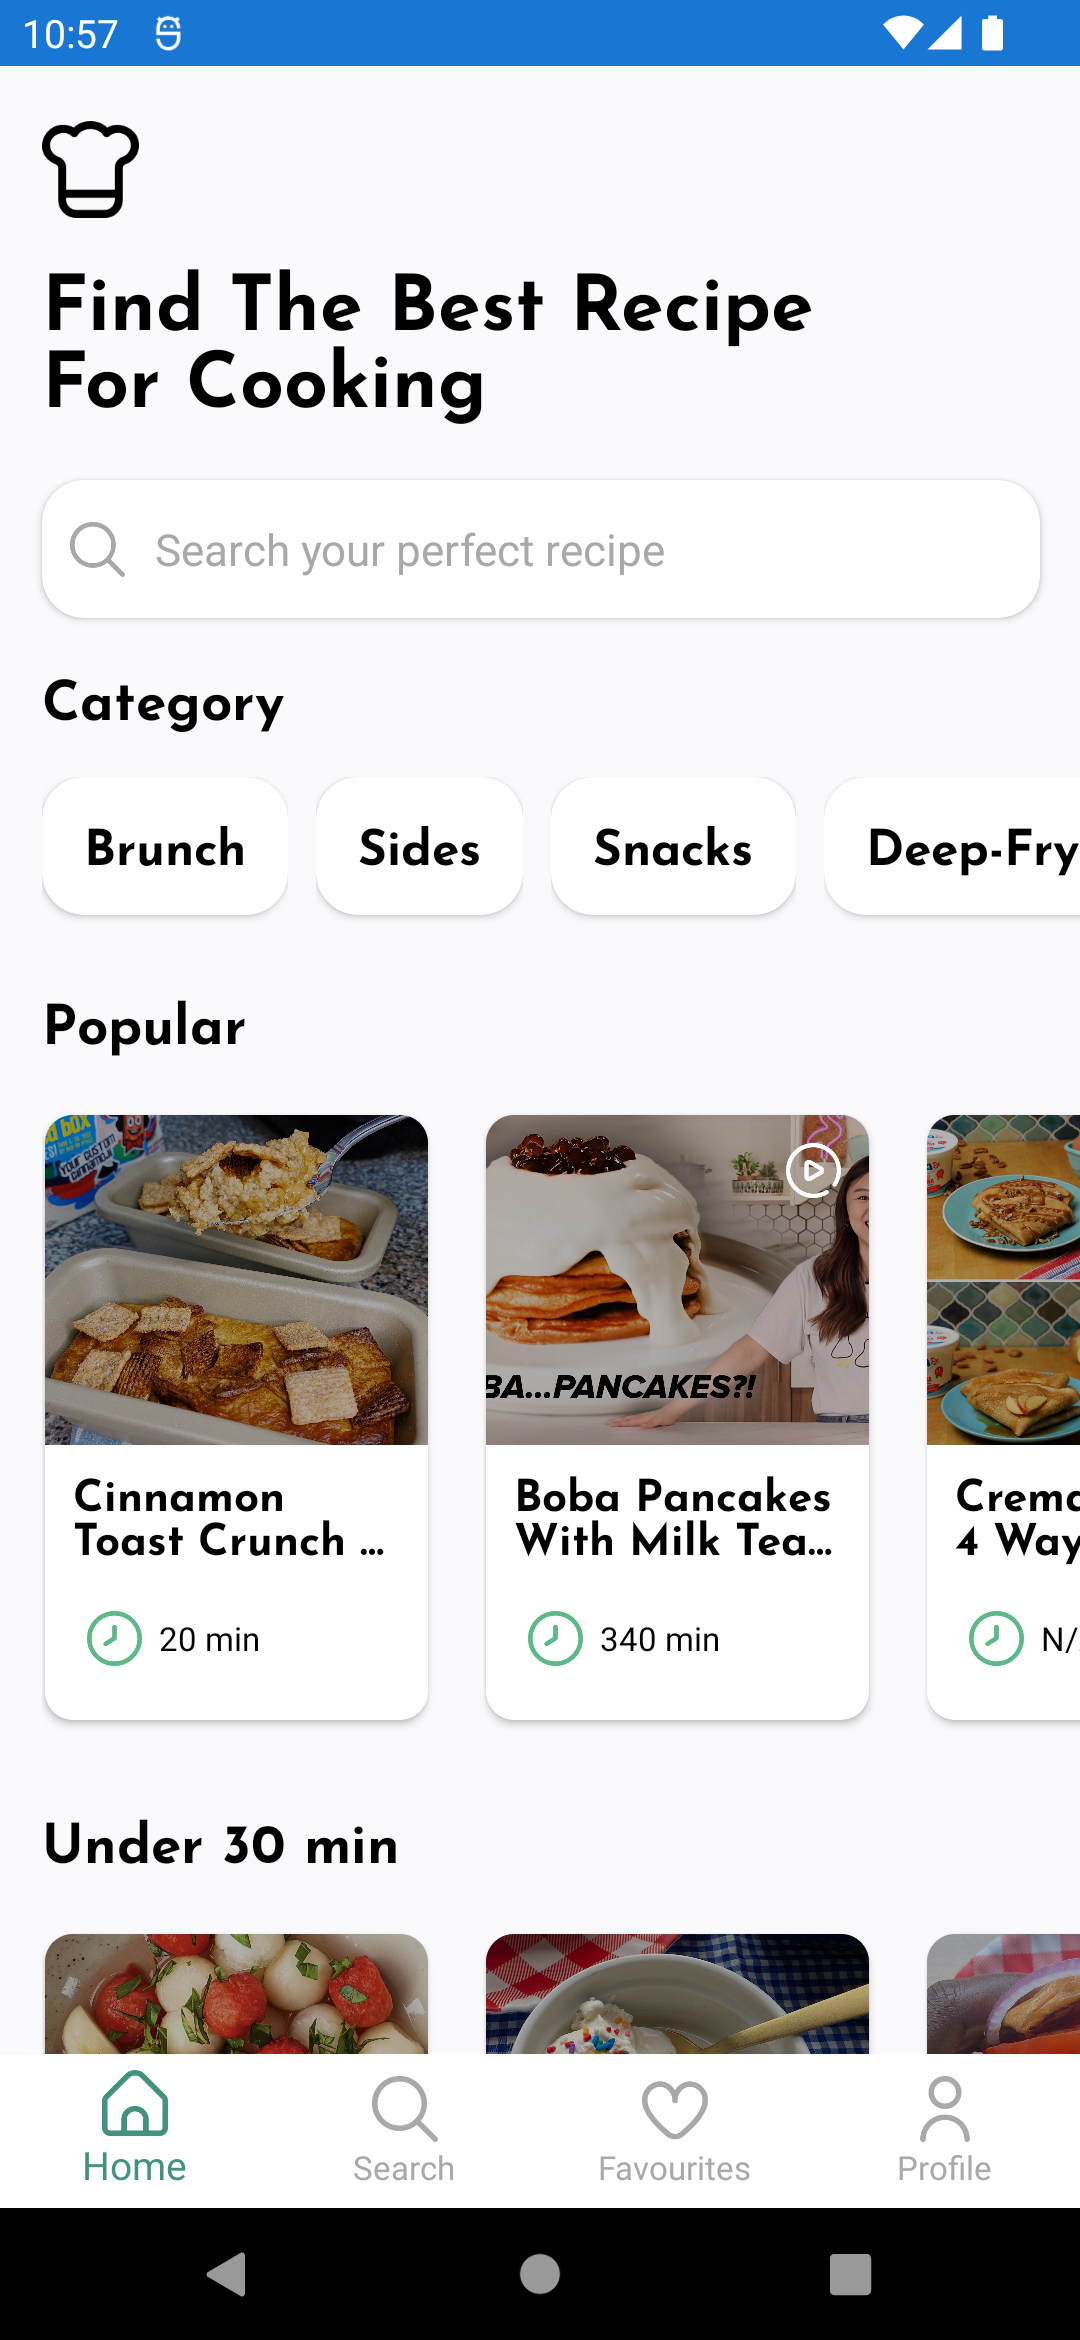 10:57
Find The Best Recipe
For Cooking
Search your perfect recipe
Category
Brunch
Sides
Snacks
Deep-Fry
Popular
YOUR CUSTOM
BA...PANCAKES?!
Cinnamon
Toast Crunch ...
20 min
Boba Pancakes
With Milk Tea...
340 min
4 Way
N/
Under 30 min
Home
Search
Favourites
Profile